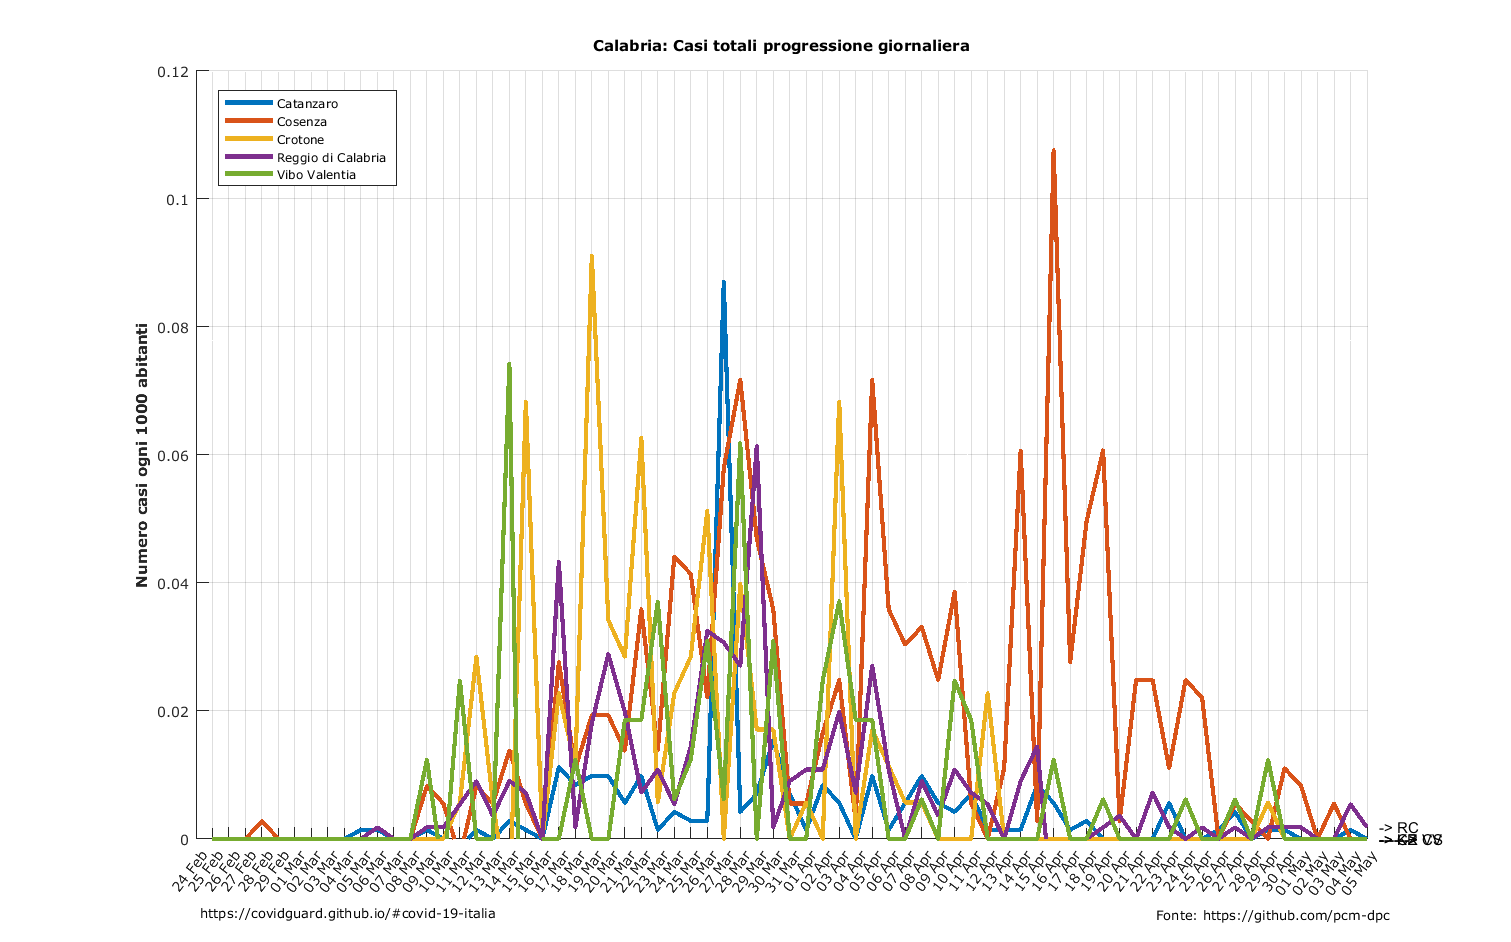 Calabria: Casi totali progressione giornaliera
Numero casi ogni 1000 abitanti
0.12
0.1
0.08
0.06
0.04
0.02
0
Catanzaro
Cosenza
Crotone
Reggio di Calabria
Vibo Valentia
-> RC
24 Feb
25 Feb
26 Feb
27 Feb
28 Feb
29 Feb
01 Mar
02 Mar
03 Mar
04 Mar
05 Mar
06 Mar
07 Mar
08 Mar
09 Mar
10 Mar
11 Mar
12 Mar
13 Mar
14 Mar
15 Mar
16 Mar
17 Mar
18 Mar
19 Mar
20 Mar
21 Mar
22 Mar
23 Mar
24 Mar
25 Mar
26 Mar
27 Mar
28 Mar
29 Mar
30 Mar
31 Mar
01 Apr
02 Apr
03 Apr
04 Apr
05 Apr
06 Apr
07 Apr
08 Apr
09 Apr
10 Apr
11 Apr
12 Apr
13 Apr
14 Apr
15 Apr
16 Apr
17 Apr
18 Apr
19 Apr
20 Apr
21 Apr
22 Apr
23 Apr
24 Apr
25 Apr
26 Apr
27 Apr
28 Apr
29 Apr
30 Apr
01 May
02 May
03 May
04 May
05 May
https://covidguard.github.io/#covid-19-italia
Fonte: https://github.com/pcm-dpc